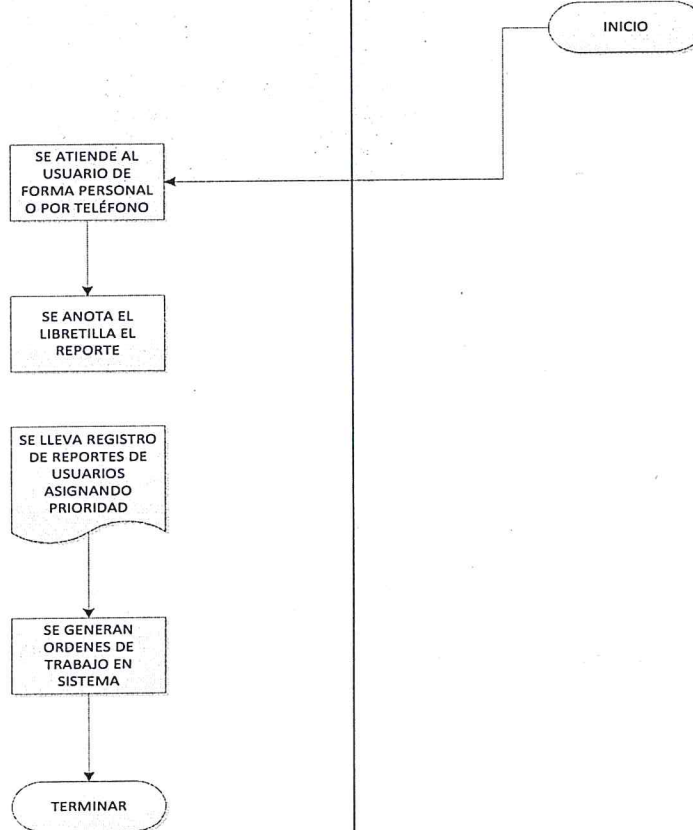 INICIO
SE ATIENDE AL
USUARIO DE
FORMA PERSONAL
O POR TELÉFONO
SE ANOTA EL
LIBRETILLA EL
REPORTE
SE LLEVA REGISTRO
DE REPORTES DE
USUARIOS
ASIGNANDO
PRIORIDAD
SE GENERAN
ORDENES DE
TRABAJO EN
SISTEMA
TERMINAR